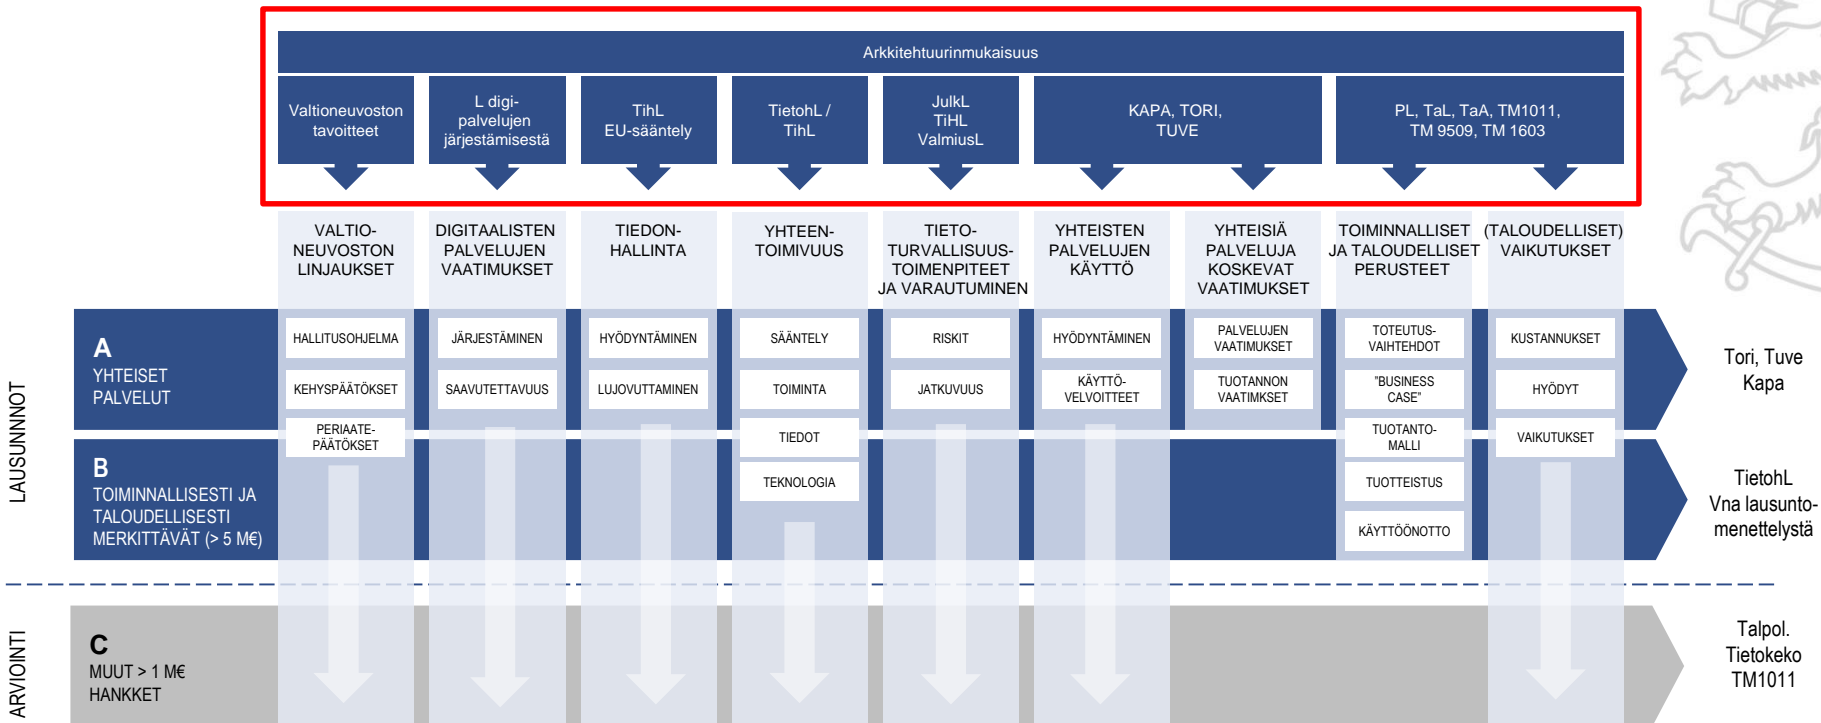 Arkkitehtuurinmukaisuus
Valtioneuvoston
tavoitteet
L digi-
palvelujen
järjestämisestä
TihL
EU-sääntely
TietohL /
TihL
JulkL
TiHL
ValmiusL
KAPA, TORI,
TUVE
PL, TaL, TaA, TM1011,
TM 9509, TM 1603
VALTIO-
NEUVOSTON
LINJAUKSET
DIGITAALISTEN
PALVELUJEN
VAATIMUKSET
TIEDON-
HALLINTA
YHTEEN-
TOIMIVUUS
TIETO-
TURVALLISUUS-
TOIMENPITEET
JA VARAUTUMINEN
YHTEISTEN
PALVELUJEN
KÄYTTÖ
YHTEISIÄ
PALVELUJA
KOSKEVAT
VAATIMUKSET
TOIMINNALLISET
JA TALOUDELLISET
PERUSTEET
(TALOUDELLISET)
VAIKUTUKSET
LAUSUNNOT
A
YHTEISET
PALVELUT
HALLITUSOHJELMA
KEHYSPÄÄTÖKSET
PERIAATE-
PÄÄTÖKSET
JÄRJESTÄMINEN
SAAVUTETTAVUUS
HYÖDYNTÄMINEN
LUJOVUTTAMINEN
SÄÄNTELY
TOIMINTA
TIEDOT
TEKNOLOGIA
RISKIT
JATKUVUUS
HYÖDYNTÄMINEN
KÄYTTÖ-
VELVOITTEET
PALVELUJEN
VAATIMUKSET
TUOTANNON
VAATIMKSET
TOTEUTUS-
VAIHTEHDOT
"BUSINESS
CASE"
TUOTANTO-
MALLI
TUOTTEISTUS
KÄYTTÖÖNOTTO
KUSTANNUKSET
HYÖDYT
VAIKUTUKSET
Tori, Tuve
Kapa
B
TOIMINNALLISESTI JA
TALOUDELLISESTI
MERKITTÄVÄT (> 5 M€)
TietohL
Vna lausunto-
menettelystä
ARVIOINTI
C
MUUT > 1 M€
HANKKET
Talpol.
Tietokeko
TM1011